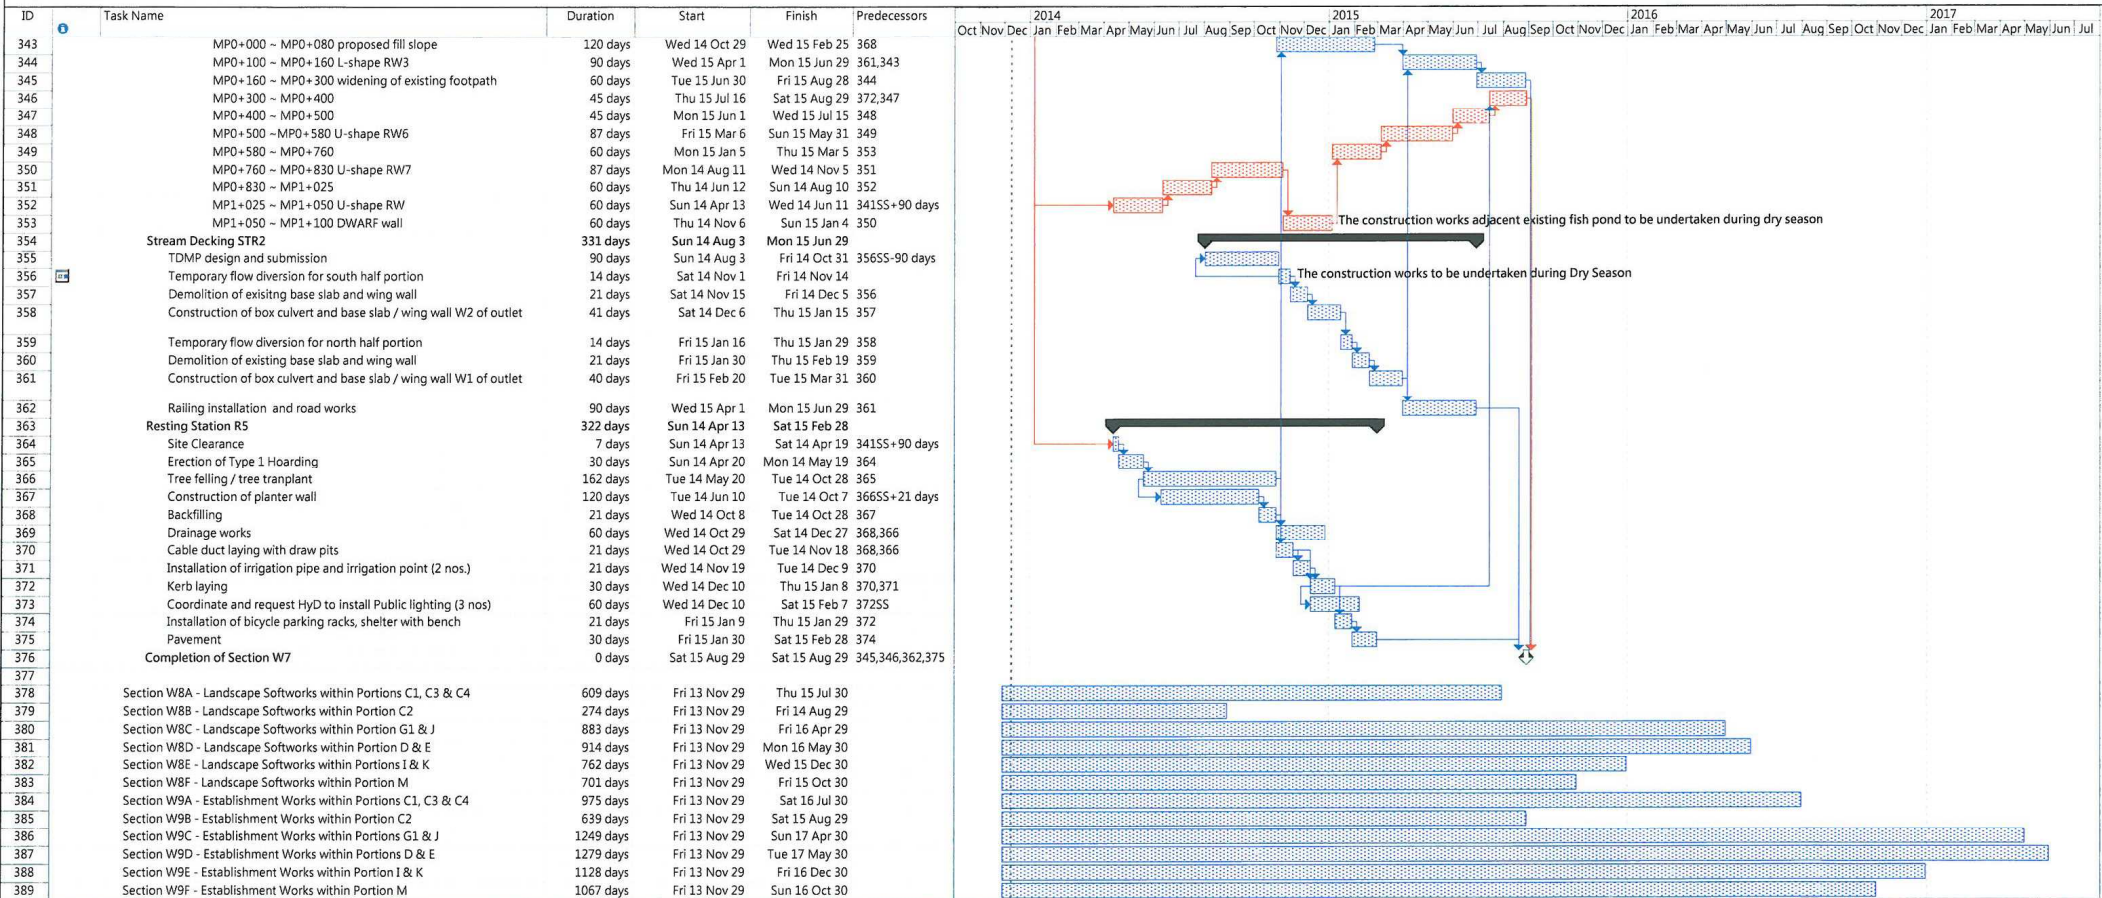 ID Task Name Duration Start Finish Predecessors 2014 2015 2016 2017
Oct Nov Dec Jan Feb Mar Apr May Jun Jul Aug Sep Oct Nov Dec Jan Feb Mar Apr May Jun Jul Aug Sep Oct Nov Dec Jan Feb Mar Apr May Jun Jul Aug Sep Oct Nov Dec Jan Feb Mar Apr May Jun Jul
343 MP0+000 ~ MP0+080 proposed fill slope 120 days Wed 14 Oct 29 Wed 15 Feb 25 368
344 MP0+100 ~ MP0+160 L-shape RW3 90 days Wed 15 Apr 1 Mon 15 Jun 29 361,343
345 MP0+160 ~ MP0+300 widening of existing footpath 60 days Tue 15 Jun 30 Fri 15 Aug 28 344
346 MP0+300 ~ MP0+400 45 days Thu 15 Jul 16 Sat 15 Aug 29 372,347
347 MP0+400 ~ MP0+500 45 days Mon 15 Jun 1 Wed 15 Jul 15 348
348 MP0+500 ~MP0+580 U-shape RW6 87 days Fri 15 Mar 6 Sun 15 May 31 349
349 MP0+580 ~ MP0+760 60 days Mon 15 Jan 5 Thu 15 Mar 5 353
350 MP0+760 ~ MP0+830 U-shape RW7 87 days Mon 14 Aug 11 Wed 14 Nov 5 351
351 MP0+830 ~ MP1+025 60 days Thu 14 Jun 12 Sun 14 Aug 10 352
352 MP1+025 ~ MP1+050 U-shape RW 60 days Sun 14 Apr 13 Wed 14 Jun 11 341SS+90 days
353 MP1+050 ~ MP1+100 DWARF wall 60 days Thu 14 Nov 6 Sun 15 Jan 4 350 The construction works adjacent existing fish pond to be undertaken during dry season
354 Stream Decking STR2 331 days Sun 14 Aug 3 Mon 15 Jun 29
355 TDMP design and submission 90 days Sun 14 Aug 3 Fri 14 Oct 31 356SS-90 days
356 Temporary flow diversion for south half portion 14 days Sat 14 Nov 1 Fri 14 Nov 14 The construction works to be undertaken during Dry Season
357 Demolition of exisitng base slab and wing wall 21 days Sat 14 Nov 15 Fri 14 Dec 5 356
358 Construction of box culvert and base slab / wing wall W2 of outlet 41 days Sat 14 Dec 6 Thu 15 Jan 15 357
359 Temporary flow diversion for north half portion 14 days Fri 15 Jan 16 Thu 15 Jan 29 358
360 Demolition of existing base slab and wing wall 21 days Fri 15 Jan 30 Thu 15 Feb 19 359
361 Construction of box culvert and base slab / wing wall W1 of outlet 40 days Fri 15 Feb 20 Tue 15 Mar 31 360
362 Railing installation and road works 90 days Wed 15 Apr 1 Mon 15 Jun 29 361
363 Resting Station R5 322 days Sun 14 Apr 13 Sat 15 Feb 28
364 Site Clearance 7 days Sun 14 Apr 13 Sat 14 Apr 19 341SS+90 days
365 Erection of Type 1 Hoarding 30 days Sun 14 Apr 20 Mon 14 May 19 364
366 Tree felling / tree tranplant 162 days Tue 14 May 20 Tue 14 Oct 28 365
367 Construction of planter wall 120 days Tue 14 Jun 10 Tue 14 Oct 7 366SS+21 days
368 Backfilling 21 days Wed 14 Oct 8 Tue 14 Oct 28 367
369 Drainage works 60 days Wed 14 Oct 29 Sat 14 Dec 27 368,366
370 Cable duct laying with draw pits 21 days Wed 14 Oct 29 Tue 14 Nov 18 368,366
371 Installation of irrigation pipe and irrigation point (2 nos.) 21 days Wed 14 Nov 19 Tue 14 Dec 9 370
372 Kerb laying 30 days Wed 14 Dec 10 Thu 15 Jan 8 370,371
373 Coordinate and request HyD to install Public lighting (3 nos) 60 days Wed 14 Dec 10 Sat 15 Feb 7 372SS
374 Installation of bicycle parking racks, shelter with bench 21 days Fri 15 Jan 9 Thu 15 Jan 29 372
375 Pavement 30 days Fri 15 Jan 30 Sat 15 Feb 28 374
376 Completion of Section W7 0 days Sat 15 Aug 29 Sat 15 Aug 29 345,346,362,375
377
378 Section W8A - Landscape Softworks within Portions C1, C3 & C4 609 days Fri 13 Nov 29 Thu 15 Jul 30
379 Section W8B - Landscape Softworks within Portion C2 274 days Fri 13 Nov 29 Fri 14 Aug 29
380 Section W8C - Landscape Softworks within Portion G1 & J 883 days Fri 13 Nov 29 Fri 16 Apr 29
381 Section W8D - Landscape Softworks within Portion D & E 914 days Fri 13 Nov 29 Mon 16 May 30
382 Section W8E - Landscape Softworks within Portions I & K 762 days Fri 13 Nov 29 Wed 15 Dec 30
383 Section W8F - Landscape Softworks within Portion M 701 days Fri 13 Nov 29 Fri 15 Oct 30
384 Section W9A - Establishment Works within Portions C1, C3 & C4 975 days Fri 13 Nov 29 Sat 16 Jul 30
385 Section W9B - Establishment Works within Portion C2 639 days Fri 13 Nov 29 Sat 15 Aug 29
386 Section W9C - Establishment Works within Portions G1 & J 1249 days Fri 13 Nov 29 Sun 17 Apr 30
387 Section W9D - Establishment Works within Portions D & E 1279 days Fri 13 Nov 29 Tue 17 May 30
388 Section W9E - Establishment Works within Portion I & K 1128 days Fri 13 Nov 29 Fri 16 Dec 30
389 Section W9F - Establishment Works within Portion M 1067 days Fri 13 Nov 29 Sun 16 Oct 30